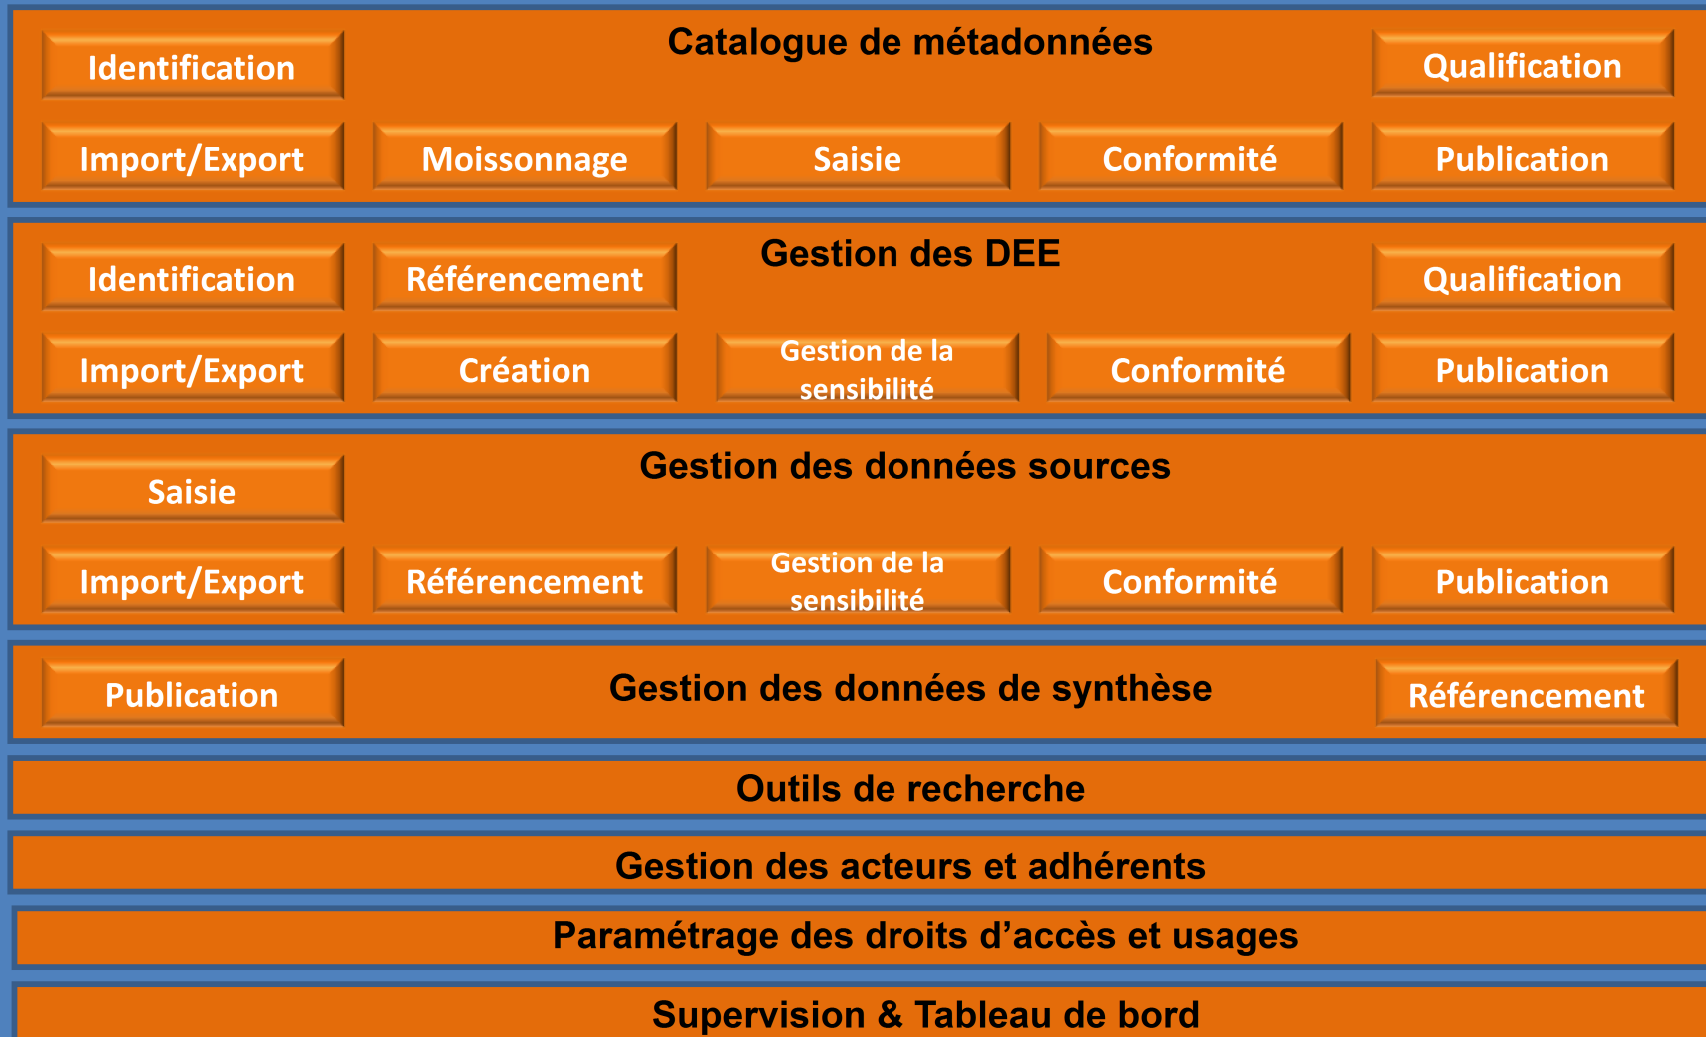 Catalogue de métadonnées
Identification
Qualification
Import/Export
Moissonnage
Saisie
Conformité
Publication
Gestion des DEE
Identification
Référencement
Qualification
Import/Export
Création
Gestion de la
sensibilité
Conformité
Publication
Gestion des données sources
Saisie
Import/Export
Référencement
Gestion de la
sensibilité
Conformité
Publication
Publication
Gestion des données de synthèse
Référencement
Outils de recherche
Gestion des acteurs et adhérents
Paramétrage des droits d’accès et usages
Supervision & Tableau de bord